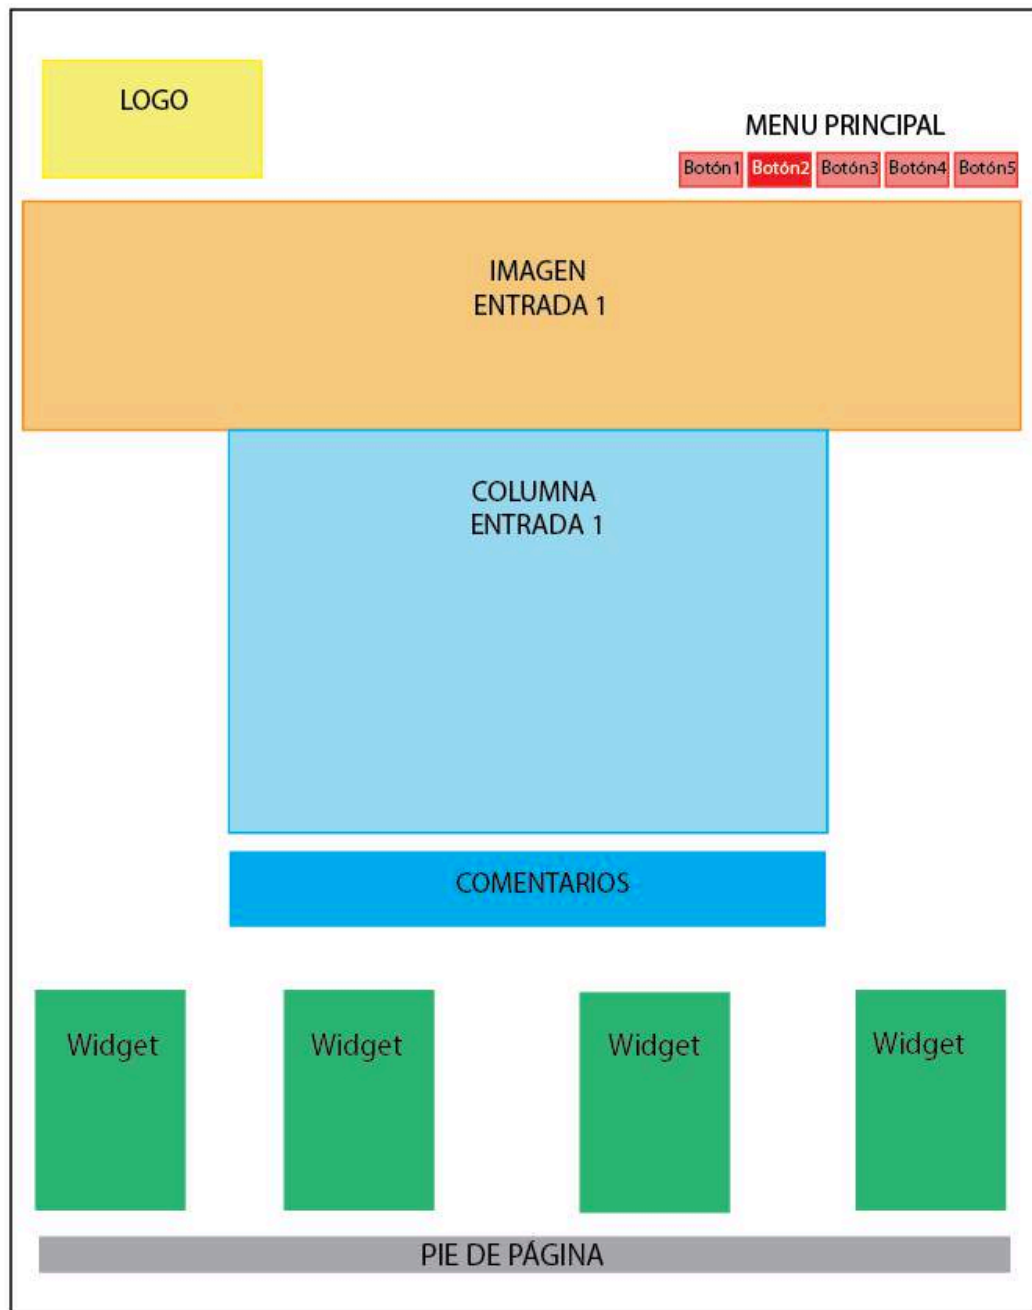 LOGO
MENU PRINCIPAL
Botón1 Botón2 Botón3 Botón4 Botón5
IMAGEN
ENTRADA 1
COLUMNA
ENTRADA 1
COMENTARIOS
Widget Widget Widget Widget
PIE DE PÁGINA